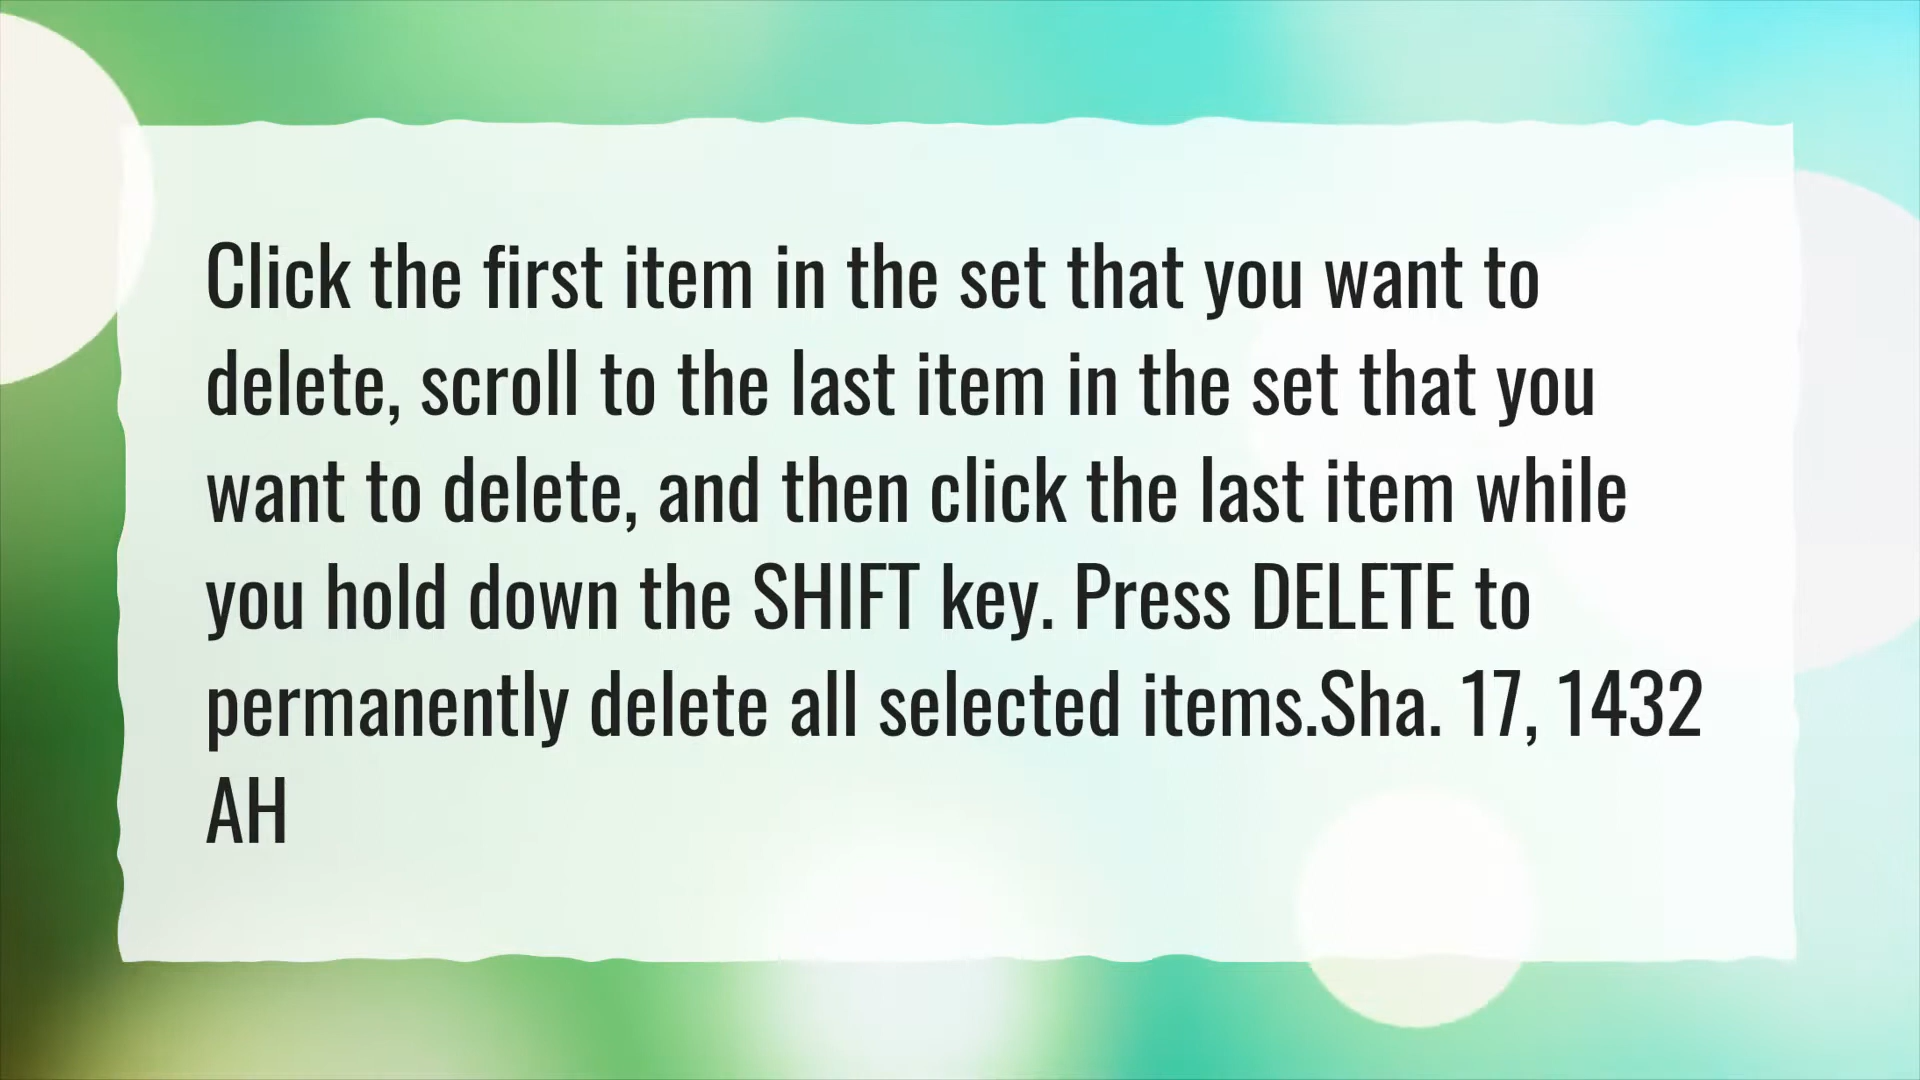 Click the first item in the set that you want to
delete, scroll to the last item in the set that you
want to delete, and then click the last item while
you hold down the SHIFT key. Press DELETE to
permanently delete all selected items.Sha. 17, 1432
AH